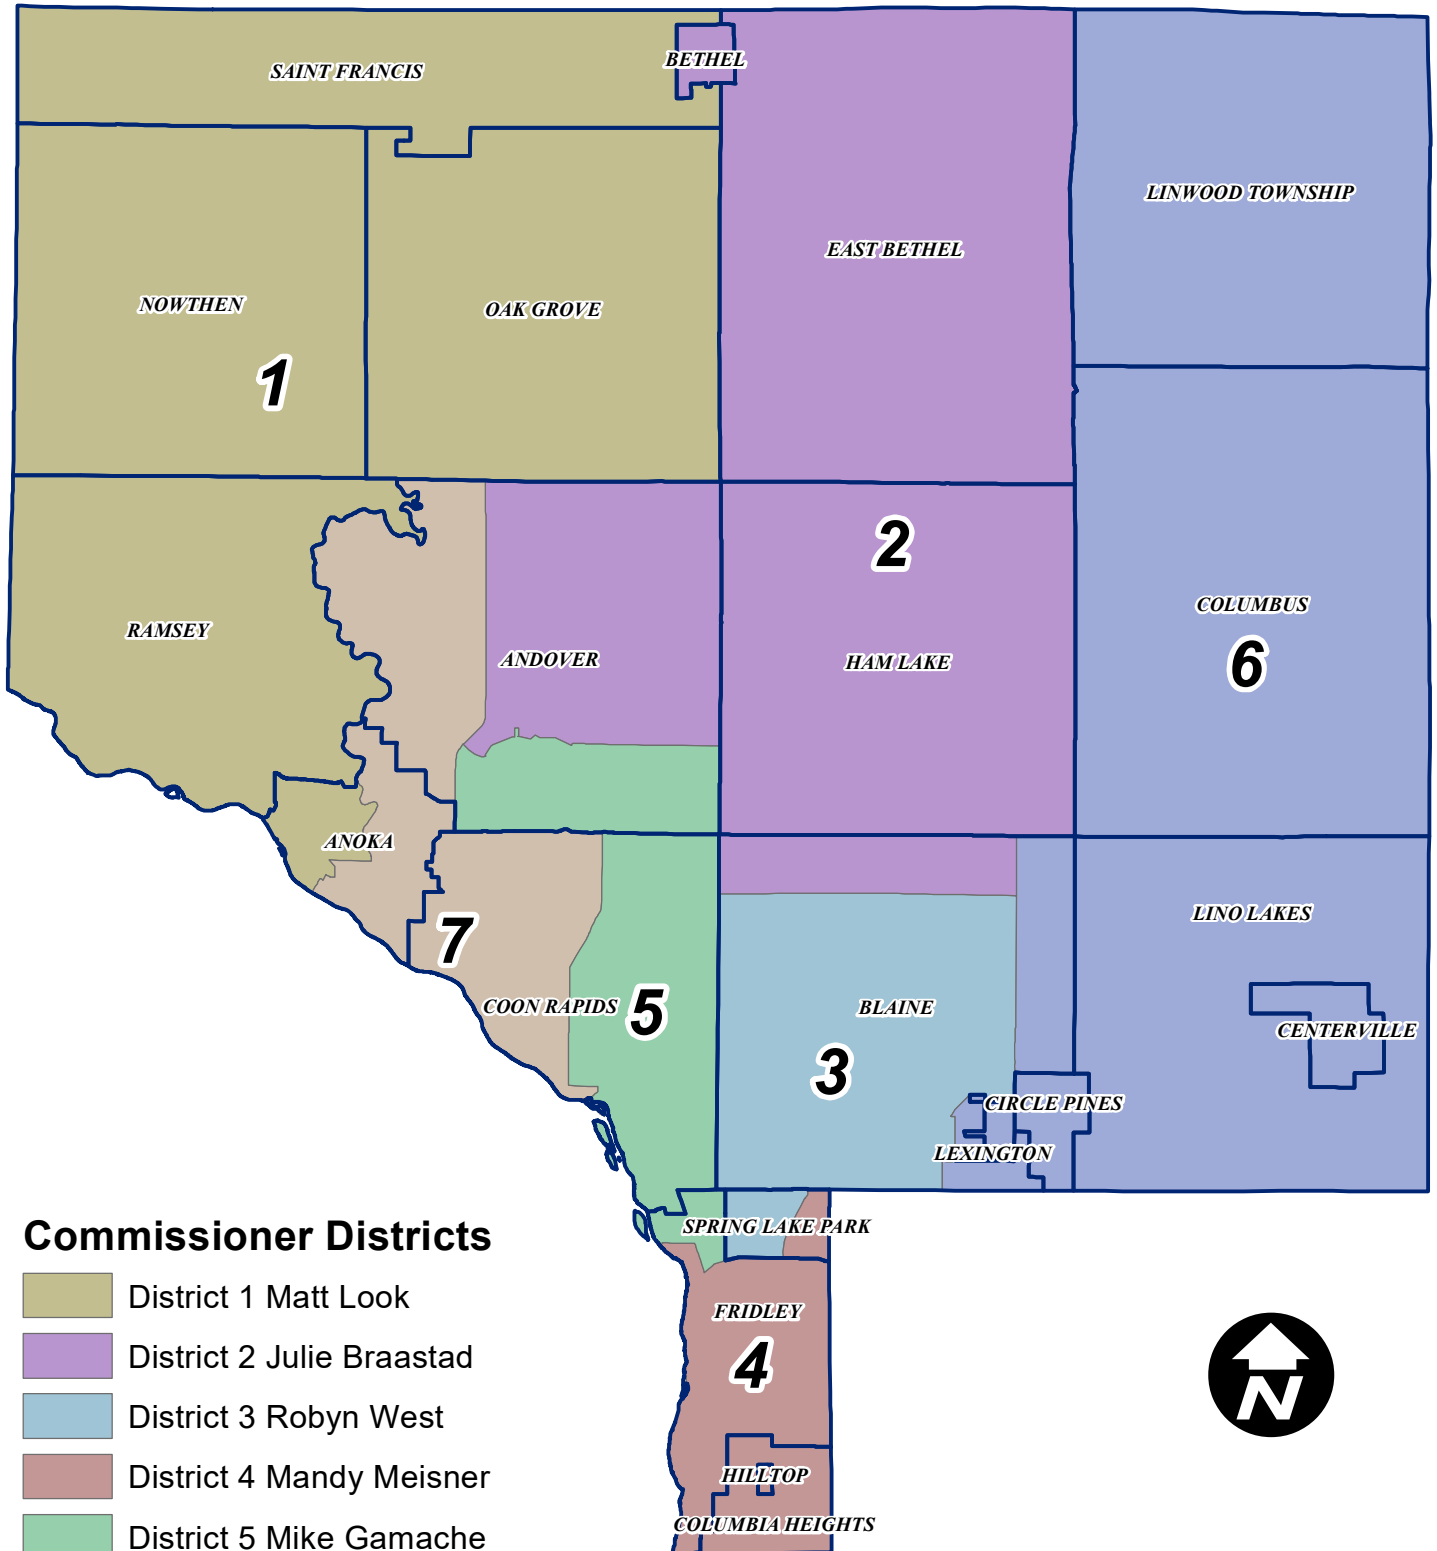 BETHEL
SAINT FRANCIS
LINWOOD TOWNSHIP
EAST BETHEL
NOWTHEN
OAK GROVE
1
2
COLUMBUS
RAMSEY
ANDOVER
HAM LAKE
6
ANOKA
LINO LAKES
7
COON RAPIDS
5
BLAINE
CENTERVILLE
3
CIRCLE PINES
LEXINGTON
SPRING LAKE PARK
Commissioner Districts
District 1 Matt Look
FRIDLEY
District 2 Julie Braastad
4
N
District 3 Robyn West
District 4 Mandy Meisner
HILLTOP
COLUMBIA HEIGHTS
District 5 Mike Gamache